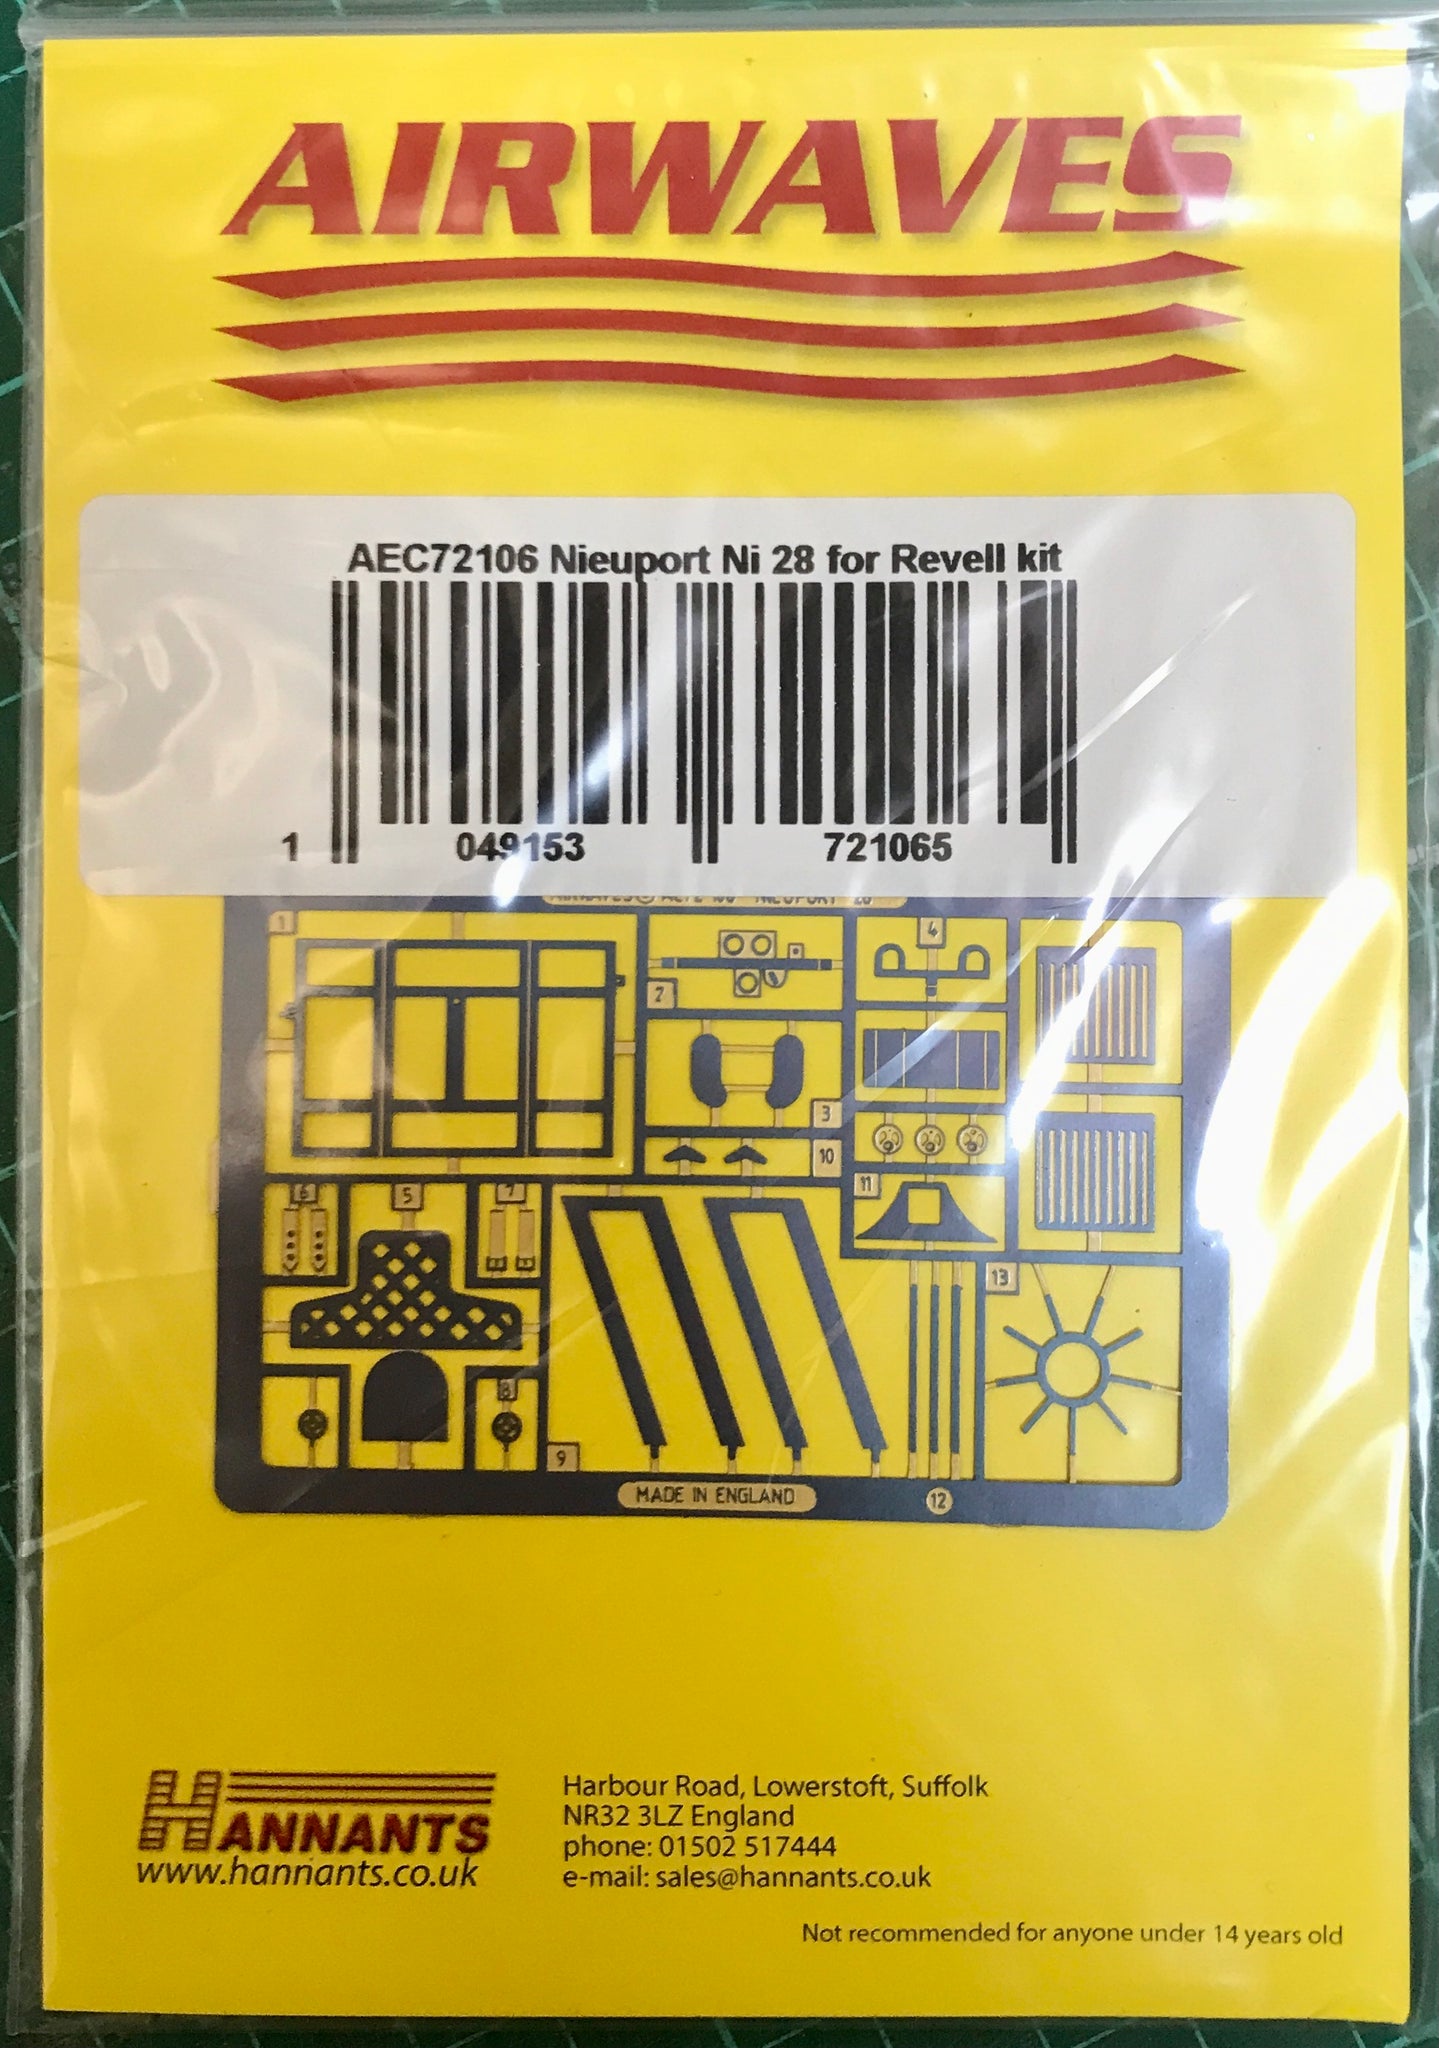 AIRWAVES
AEC72106 Nieuport Ni 28 for Revell kit
1 049153 721065
1
2
3
4
10
11
6
5
7
8
9
13
MADE IN ENGLAND
12
HANNANTS
www.hannants.co.uk
Harbour Road, Lowerstoft, Suffolk
NR32 3LZ England
phone: 01502 517444
e-mail: sales@hannants.co.uk
Not recommended for anyone under 14 years old